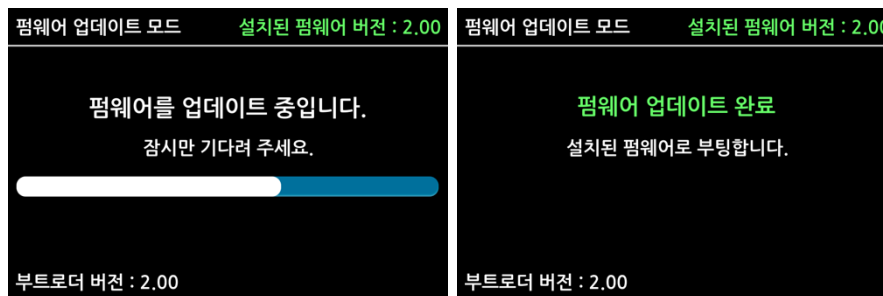 펌웨어 업데이트 모드 설치된 펌웨어 버전 : 2.00
펌웨어를 업데이트 중입니다.
잠시만 기다려 주세요.
부트로더 버전 : 2.00
펌웨어 업데이트 모드 설치된 펌웨어 버전 : 2.00
펌웨어 업데이트 완료
설치된 펌웨어로 부팅합니다.
부트로더 버전 : 2.00